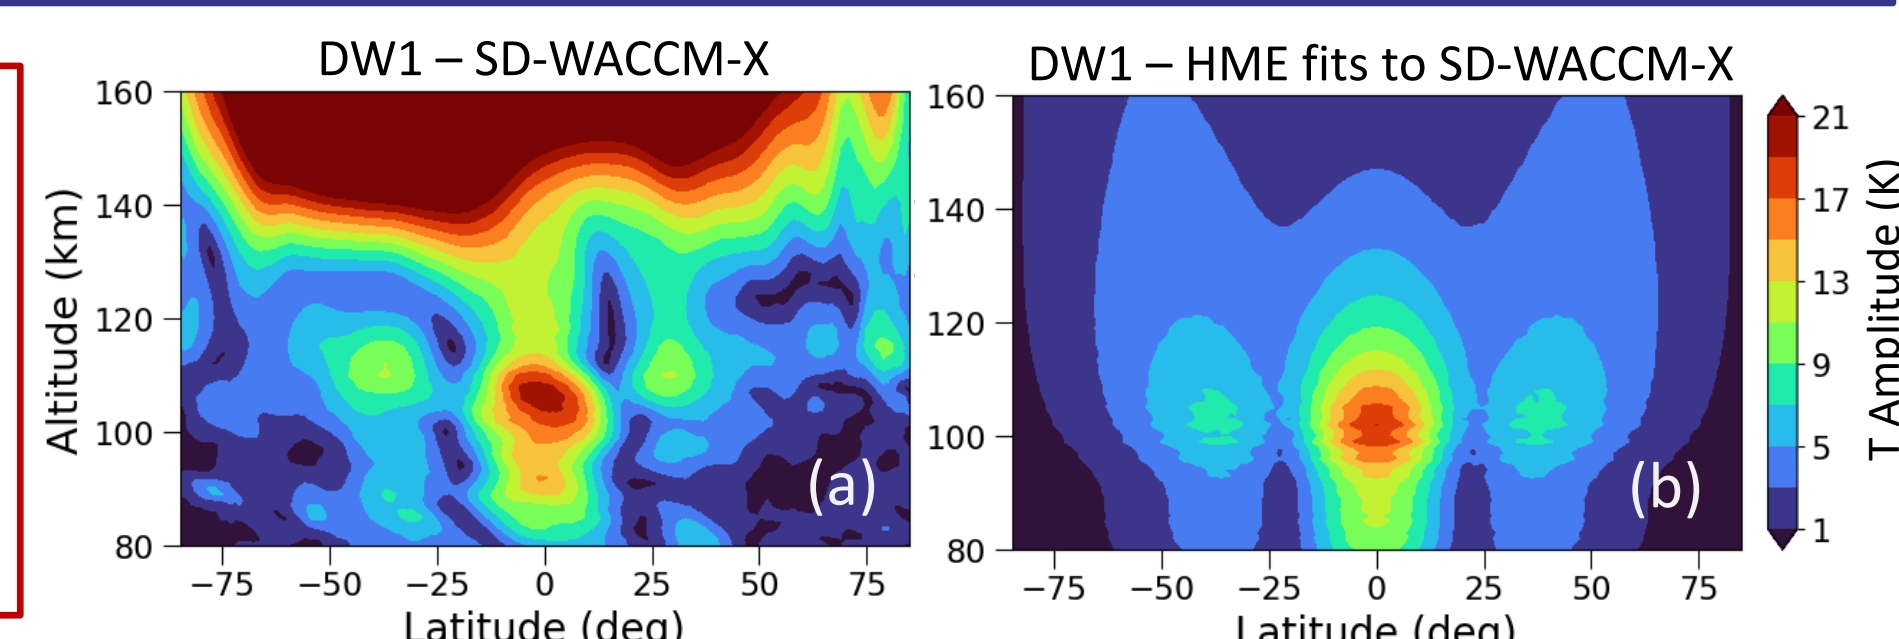 DW1 – SD-WACCM-X
DW1 – HME fits to SD-WACCM-X
160
140
120
100
80
Altitude (km)
−75 −50 −25 0 25 50 75
Latitude (deg)
(a)
160
140
120
100
80
−75 −50 −25 0 25 50 75
Latitude (deg)
(b)
21
17
13
9
5
1
T Amplitude (K)